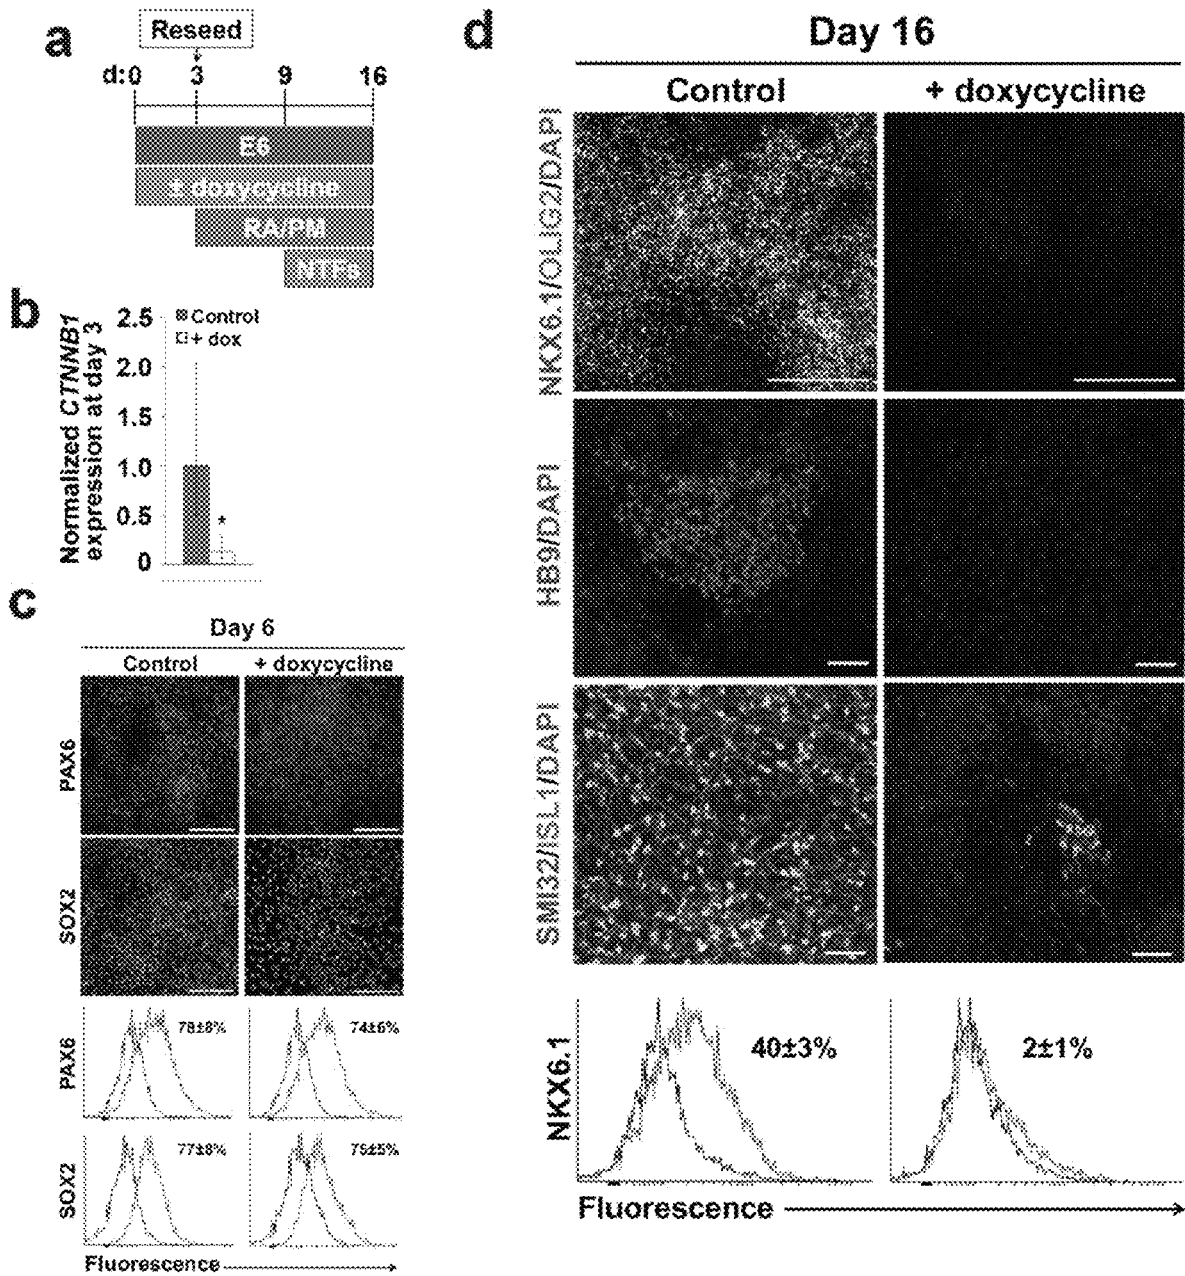 a
Reseed
d:0 3 9 16
E6
± doxycycline
RA/PM
NTFs
b
Normalized CTNNB1
expression at day 3
2.5
2.0
1.5
1.0
0.5
0
Control
+ dox
*
c
Day 6
Control + doxycycline
PAX6
SOX2
PAX6
78±8% 74±6%
SOX2
77±8% 75±5%
Fluorescence
d
Day 16
Control + doxycycline
NKX6.1/OLIG2/DAPI
HB9/DAPI
SMI32/ISL1/DAPI
NKX6.1
40±3% 2±1%
Fluorescence